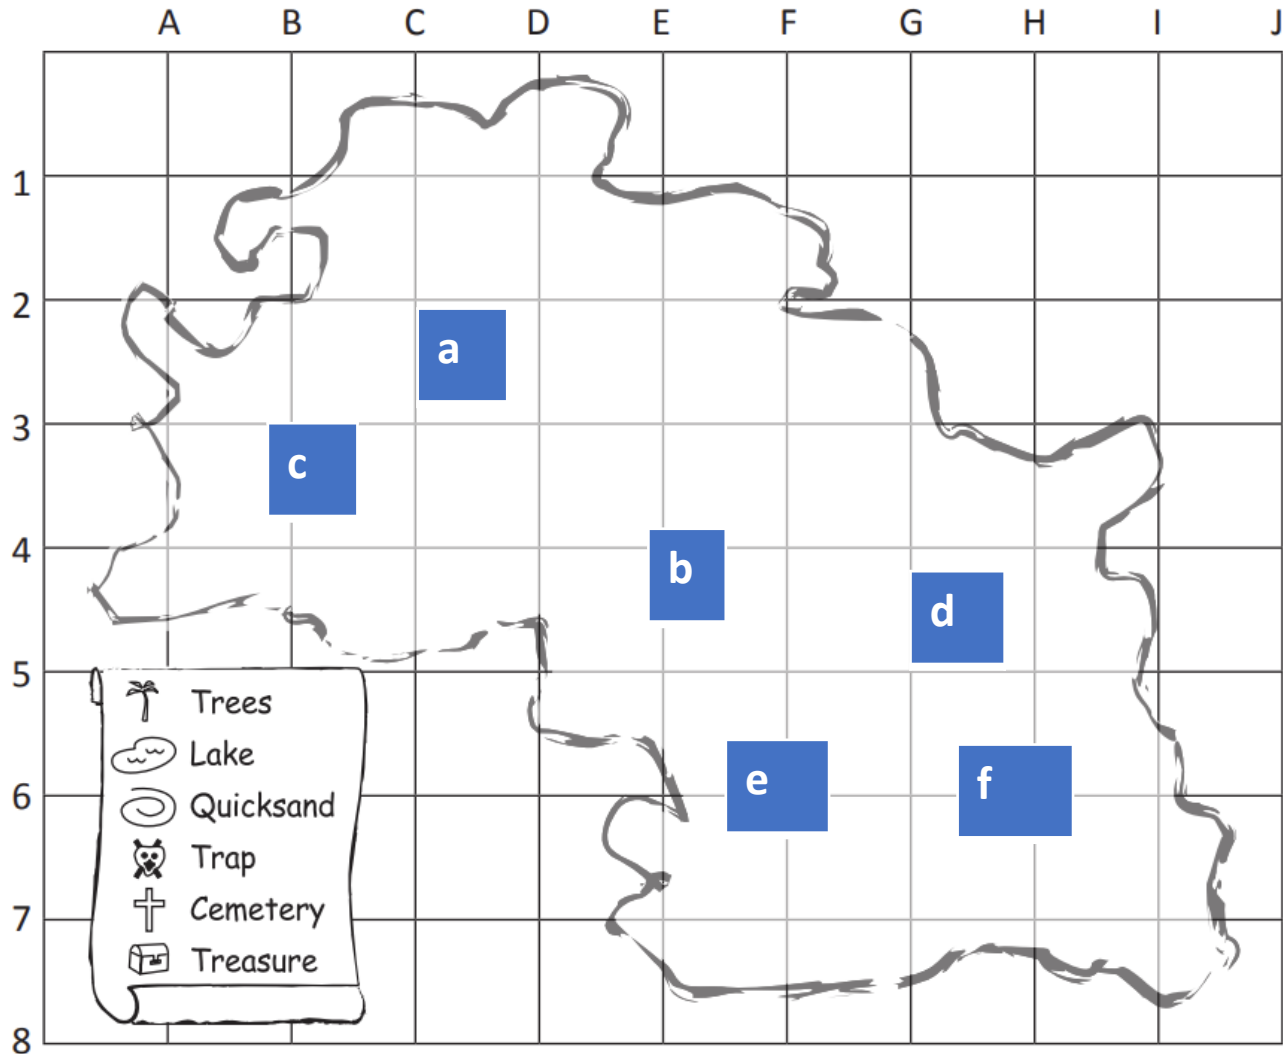 A B C D E F G H I J
1
2
a
3
c
4
b
d
5
Trees
Lake
e
f
6
Quicksand
Trap
7
Cemetery
Treasure
8